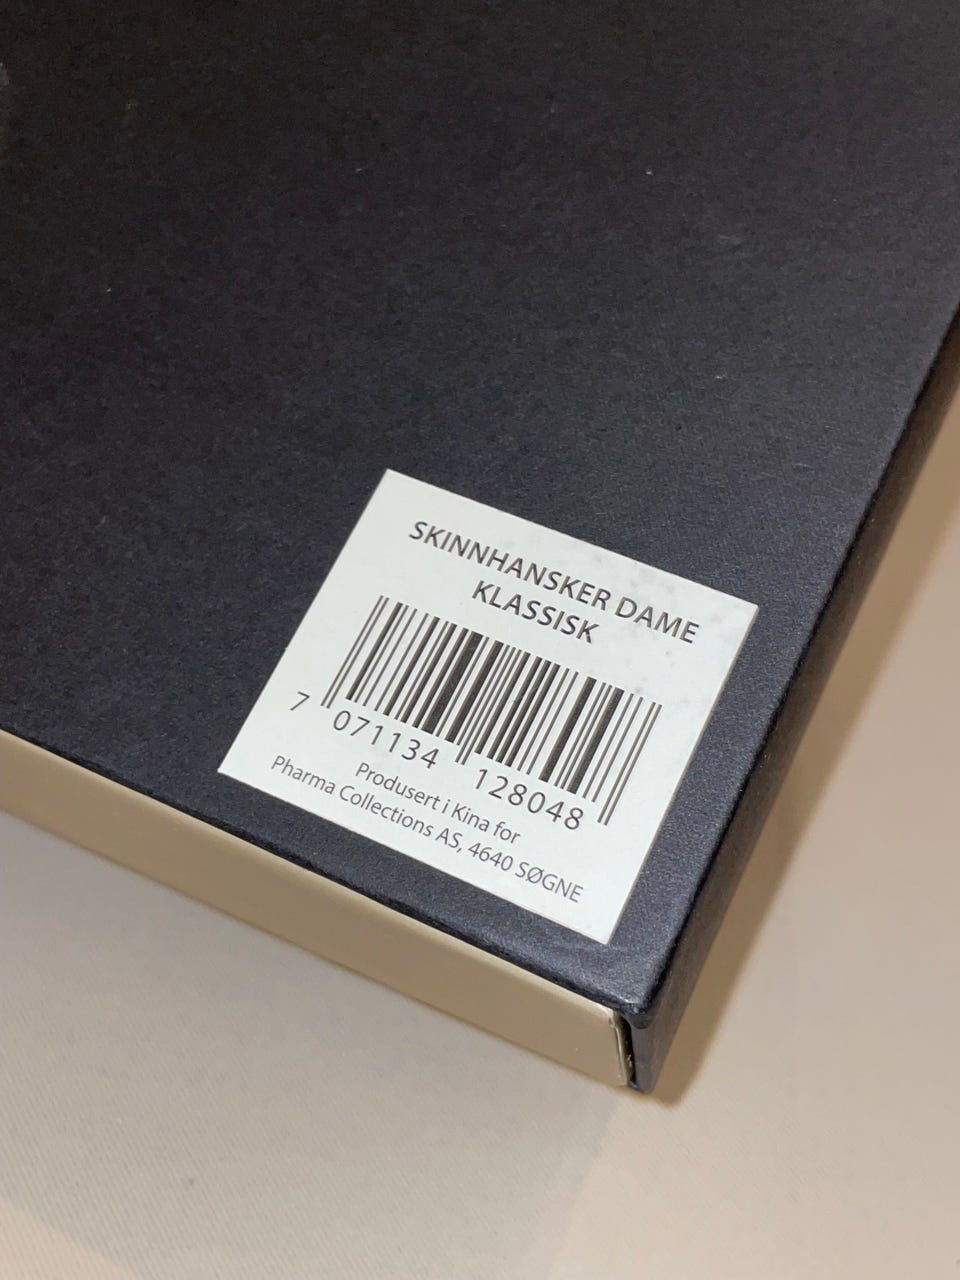 SKINNHANSKER DAME
KLASSISK
7 071134 128048
Produsert i Kina for
Pharma Collections AS, 4640 SØGNE